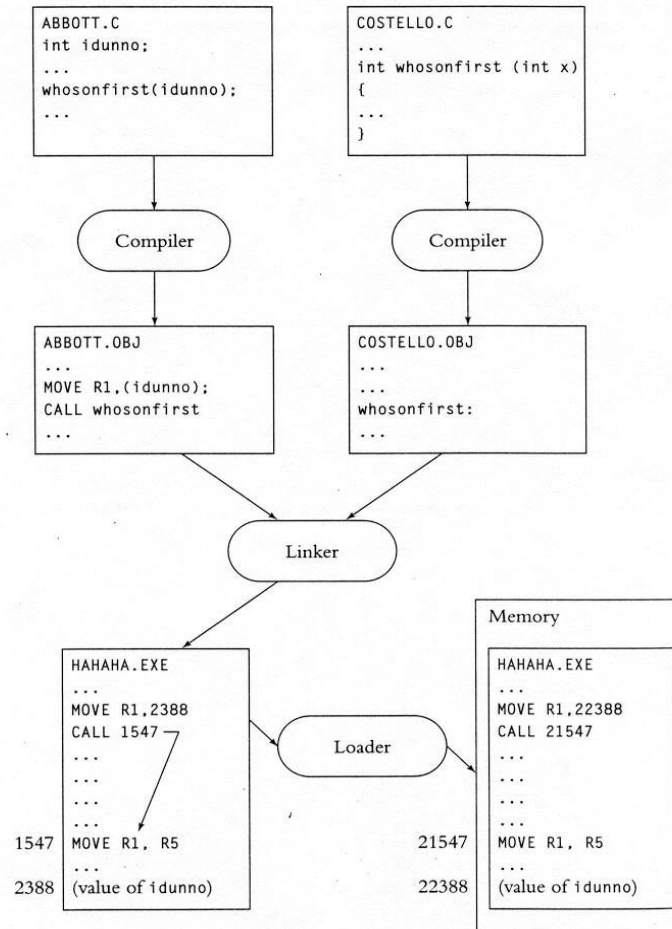 ABBOTT.C
int idunno;
...
whosonfirst(idunno);
...
COSTELLO.C
...
int whosonfirst (int x)
{
...
}
Compiler
Compiler
ABBOTT.OBJ
...
MOVE R1,(idunno);
CALL whosonfirst
...
COSTELLO.OBJ
...
...
whosonfirst:
...
Linker
HAHAHA.EXE
...
MOVE R1,2388
CALL 1547
...
...
...
...
1547 MOVE R1, R5
...
2388 (value of idunno)
Loader
Memory
HAHAHA.EXE
...
MOVE R1,22388
CALL 21547
...
...
...
...
21547 MOVE R1, R5
...
22388 (value of idunno)